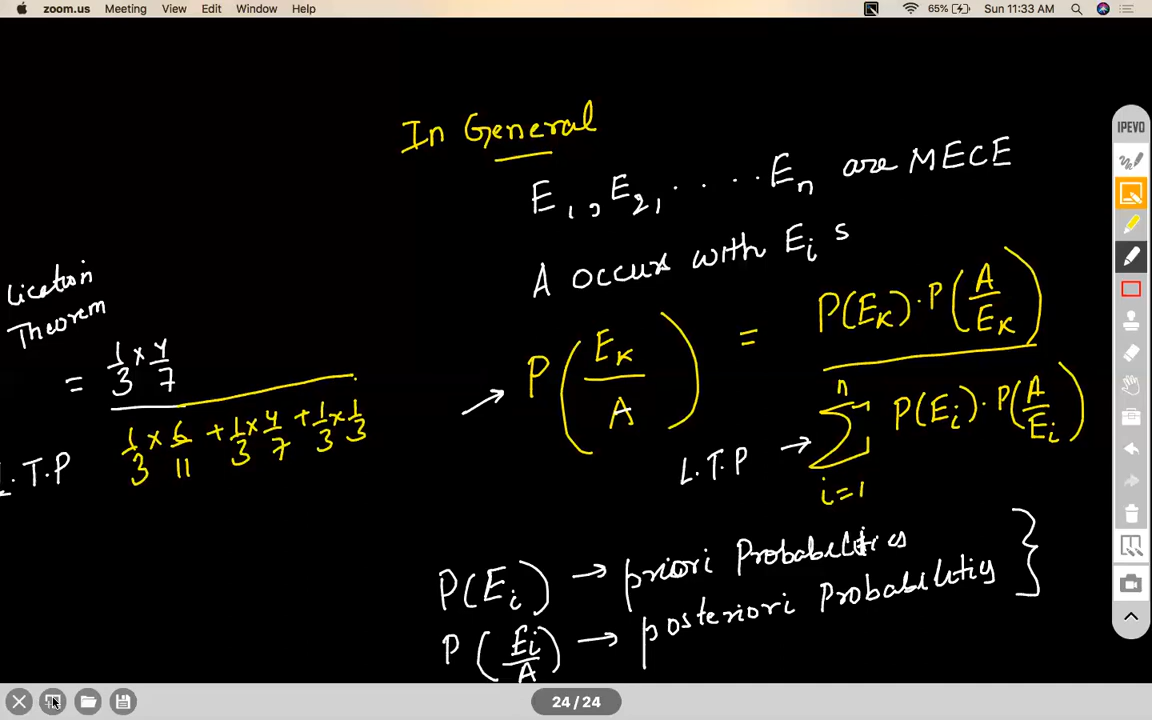 zoom.us Meeting View Edit Window Help 65% Sun 11:33 AM
In General
E1, E2, . . . . En are MECE
A occurs with Ei s
lication
Theorem
= 1/3 × 4/7
1/3 × 6/11 + 1/3 × 4/7 + 1/3 × 1/3
L.T.P
→ P(EK/A) = P(EK)·P(A/EK)
n
L.T.P → Σ P(Ei)·P(A/Ei)
i=1
P(Ei) → priori Probabilities
P(Ei/A) → posteriori Probabilities
IPEVO
24/24